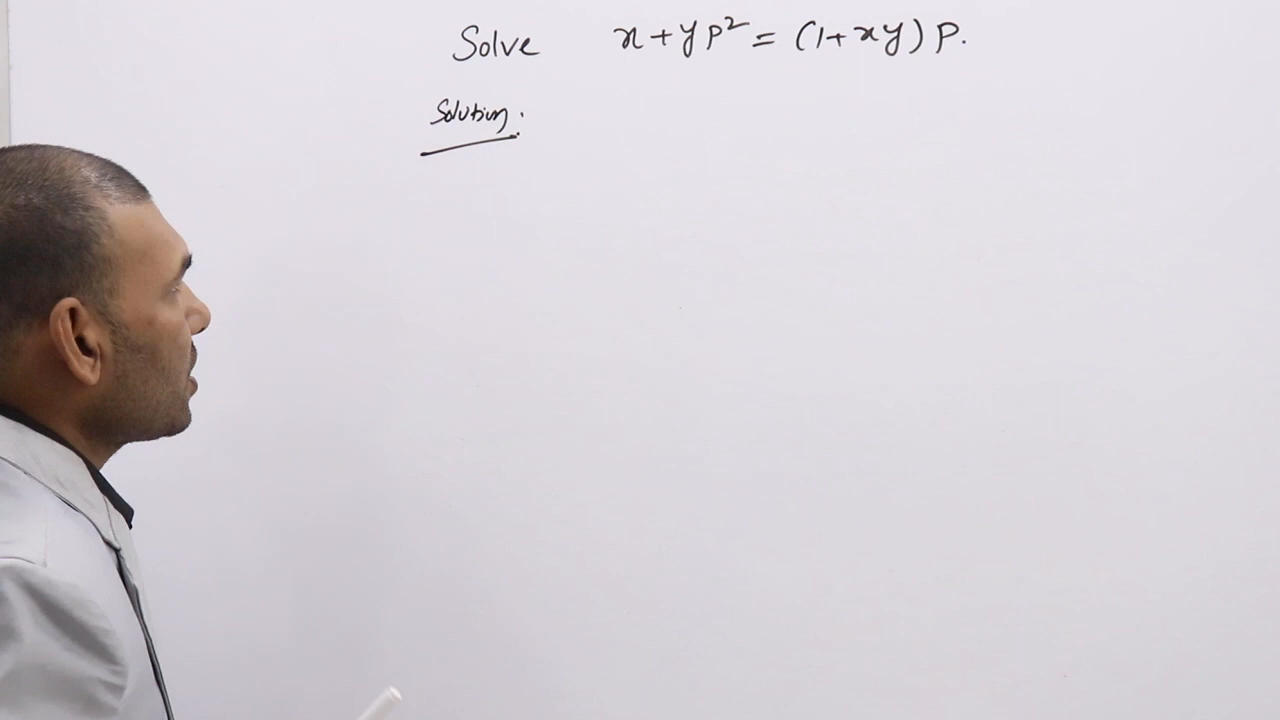 Solve x + yp² = (1+xy) p.
Solution.